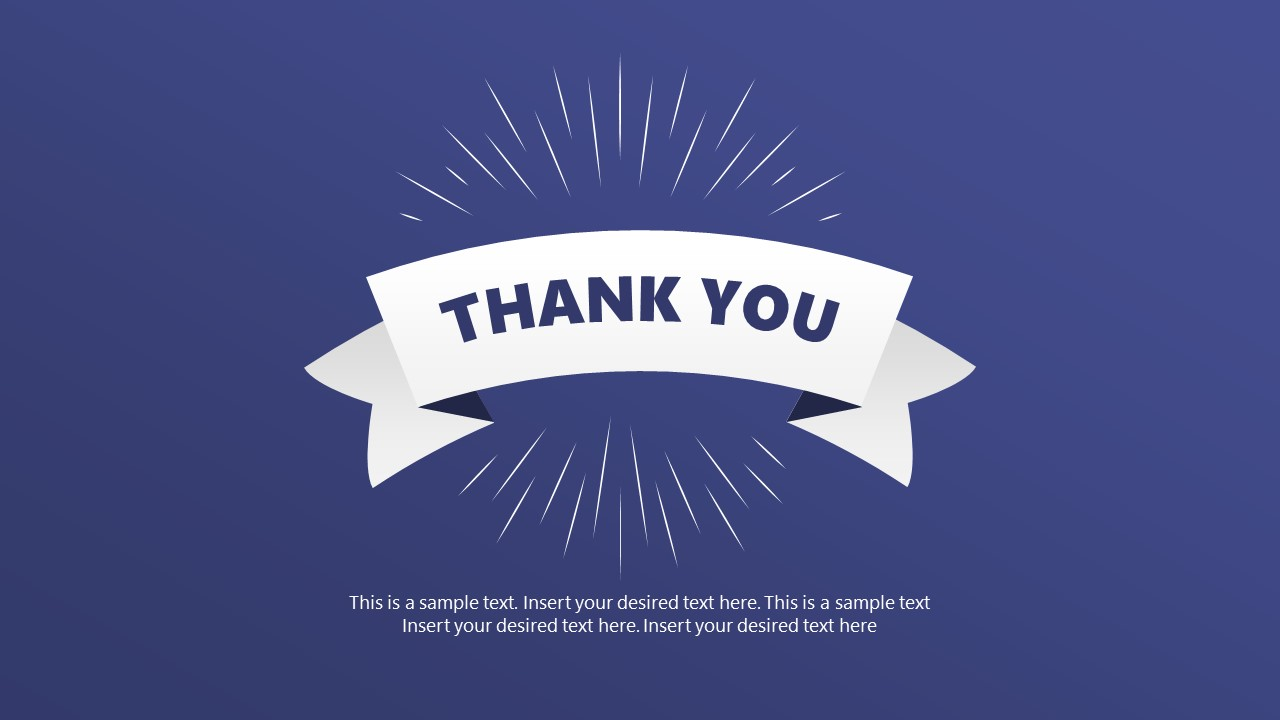 THANK YOU
This is a sample text. Insert your desired text here. This is a sample text
Insert your desired text here. Insert your desired text here